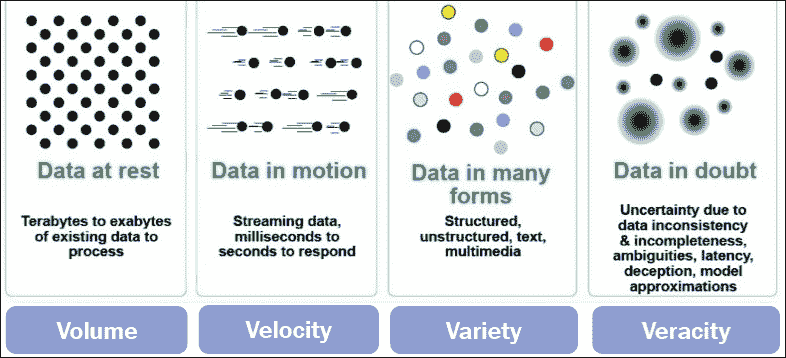 Data at rest
Terabytes to exabytes
of existing data to
process
Volume
Data in motion
Streaming data,
milliseconds to
seconds to respond
Velocity
Data in many
forms
Structured,
unstructured, text,
multimedia
Variety
Data in doubt
Uncertainty due to
data inconsistency
& incompleteness,
ambiguities, latency,
deception, model
approximations
Veracity